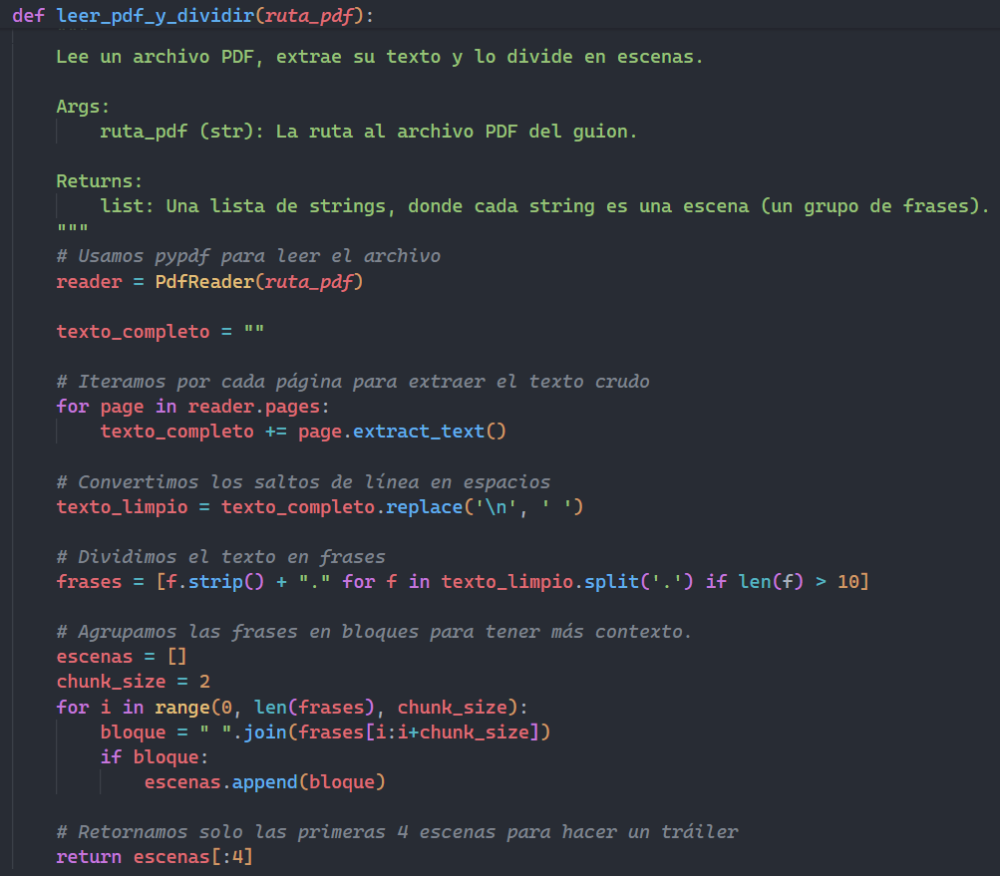 def leer_pdf_y_dividir(ruta_pdf):
    Lee un archivo PDF, extrae su texto y lo divide en escenas.

    Args:
        ruta_pdf (str): La ruta al archivo PDF del guion.

    Returns:
        list: Una lista de strings, donde cada string es una escena (un grupo de frases).
    """
    # Usamos pypdf para leer el archivo
    reader = PdfReader(ruta_pdf)

    texto_completo = ""

    # Iteramos por cada página para extraer el texto crudo
    for page in reader.pages:
        texto_completo += page.extract_text()

    # Convertimos los saltos de línea en espacios
    texto_limpio = texto_completo.replace('\n', ' ')

    # Dividimos el texto en frases
    frases = [f.strip() + "." for f in texto_limpio.split('.') if len(f) > 10]

    # Agrupamos las frases en bloques para tener más contexto.
    escenas = []
    chunk_size = 2
    for i in range(0, len(frases), chunk_size):
        bloque = " ".join(frases[i:i+chunk_size])
        if bloque:
            escenas.append(bloque)

    # Retornamos solo las primeras 4 escenas para hacer un tráiler
    return escenas[:4]